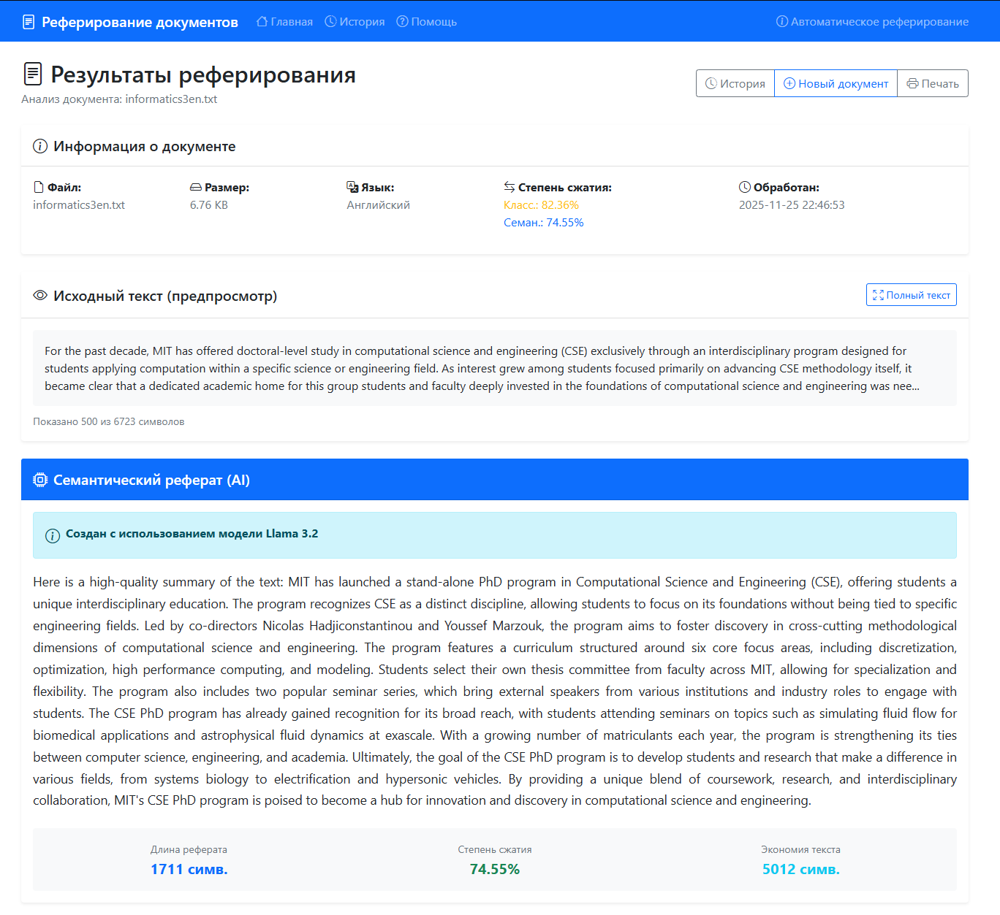 Реферирование документов Главная История Помощь Автоматическое реферирование
Результаты реферирования
Анализ документа: informatics3en.txt
История Новый документ Печать
Информация о документе
Файл: Размер: Язык: Степень сжатия: Обработан:
informatics3en.txt 6.76 KB Английский Класс.: 82.36% 2025-11-25 22:46:53
Семан.: 74.55%
Исходный текст (предпросмотр) Полный текст
For the past decade, MIT has offered doctoral-level study in computational science and engineering (CSE) exclusively through an interdisciplinary program designed for
students applying computation within a specific science or engineering field. As interest grew among students focused primarily on advancing CSE methodology itself, it
became clear that a dedicated academic home for this group students and faculty deeply invested in the foundations of computational science and engineering was nee...
Показано 500 из 6723 символов
Семантический реферат (AI)
Создан с использованием модели Llama 3.2
Here is a high-quality summary of the text: MIT has launched a stand-alone PhD program in Computational Science and Engineering (CSE), offering students a
unique interdisciplinary education. The program recognizes CSE as a distinct discipline, allowing students to focus on its foundations without being tied to specific
engineering fields. Led by co-directors Nicolas Hadjiconstantinou and Youssef Marzouk, the program aims to foster discovery in cross-cutting methodological
dimensions of computational science and engineering. The program features a curriculum structured around six core focus areas, including discretization,
optimization, high performance computing, and modeling. Students select their own thesis committee from faculty across MIT, allowing for specialization and
flexibility. The program also includes two popular seminar series, which bring external speakers from various institutions and industry roles to engage with
students. The CSE PhD program has already gained recognition for its broad reach, with students attending seminars on topics such as simulating fluid flow for
biomedical applications and astrophysical fluid dynamics at exascale. With a growing number of matriculants each year, the program is strengthening its ties
between computer science, engineering, and academia. Ultimately, the goal of the CSE PhD program is to develop students and research that make a difference in
various fields, from systems biology to electrification and hypersonic vehicles. By providing a unique blend of coursework, research, and interdisciplinary
collaboration, MIT's CSE PhD program is poised to become a hub for innovation and discovery in computational science and engineering.
Длина реферата Степень сжатия Экономия текста
1711 симв. 74.55% 5012 симв.